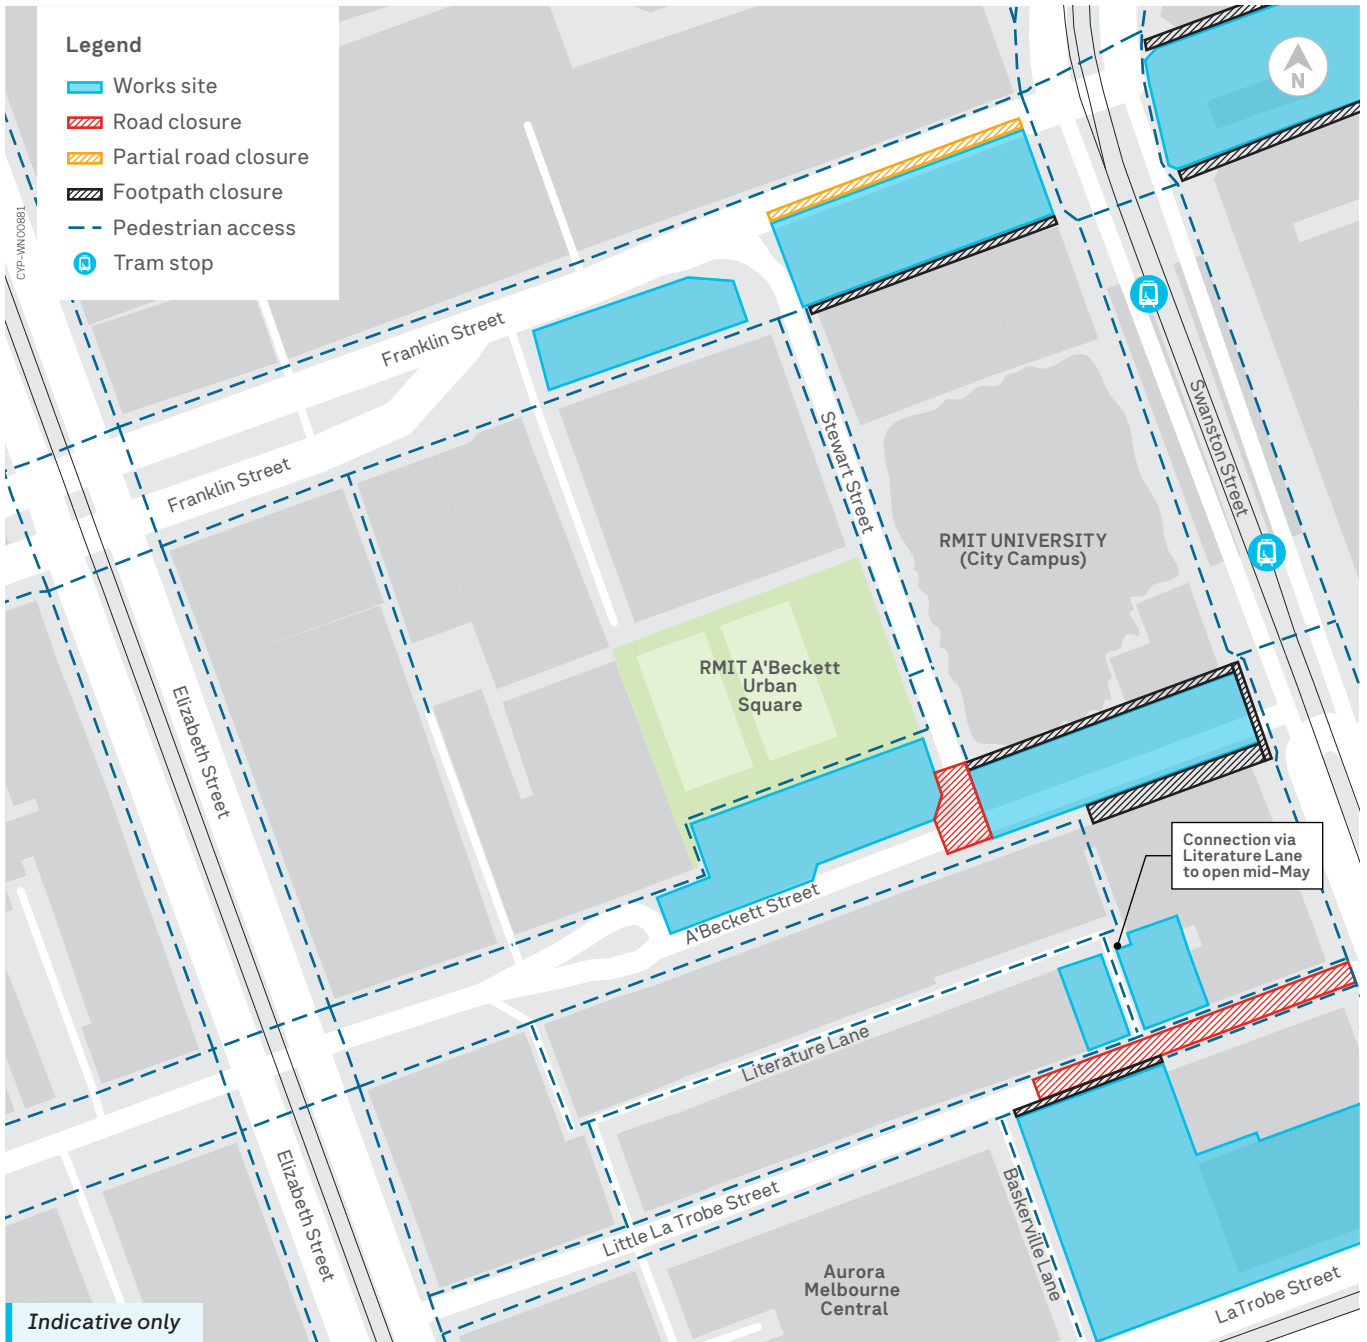 Legend
Works site
Road closure
Partial road closure
Footpath closure
Pedestrian access
Tram stop
CYP-WN00881
N
Franklin Street
Franklin Street
Stewart Street
Swanston Street
RMIT UNIVERSITY
(City Campus)
RMIT A'Beckett
Urban
Square
Elizabeth Street
A'Beckett Street
Connection via
Literature Lane
to open mid-May
Literature Lane
Elizabeth Street
Little La Trobe Street
Baskerville Lane
Aurora
Melbourne
Central
LaTrobe Street
Indicative only